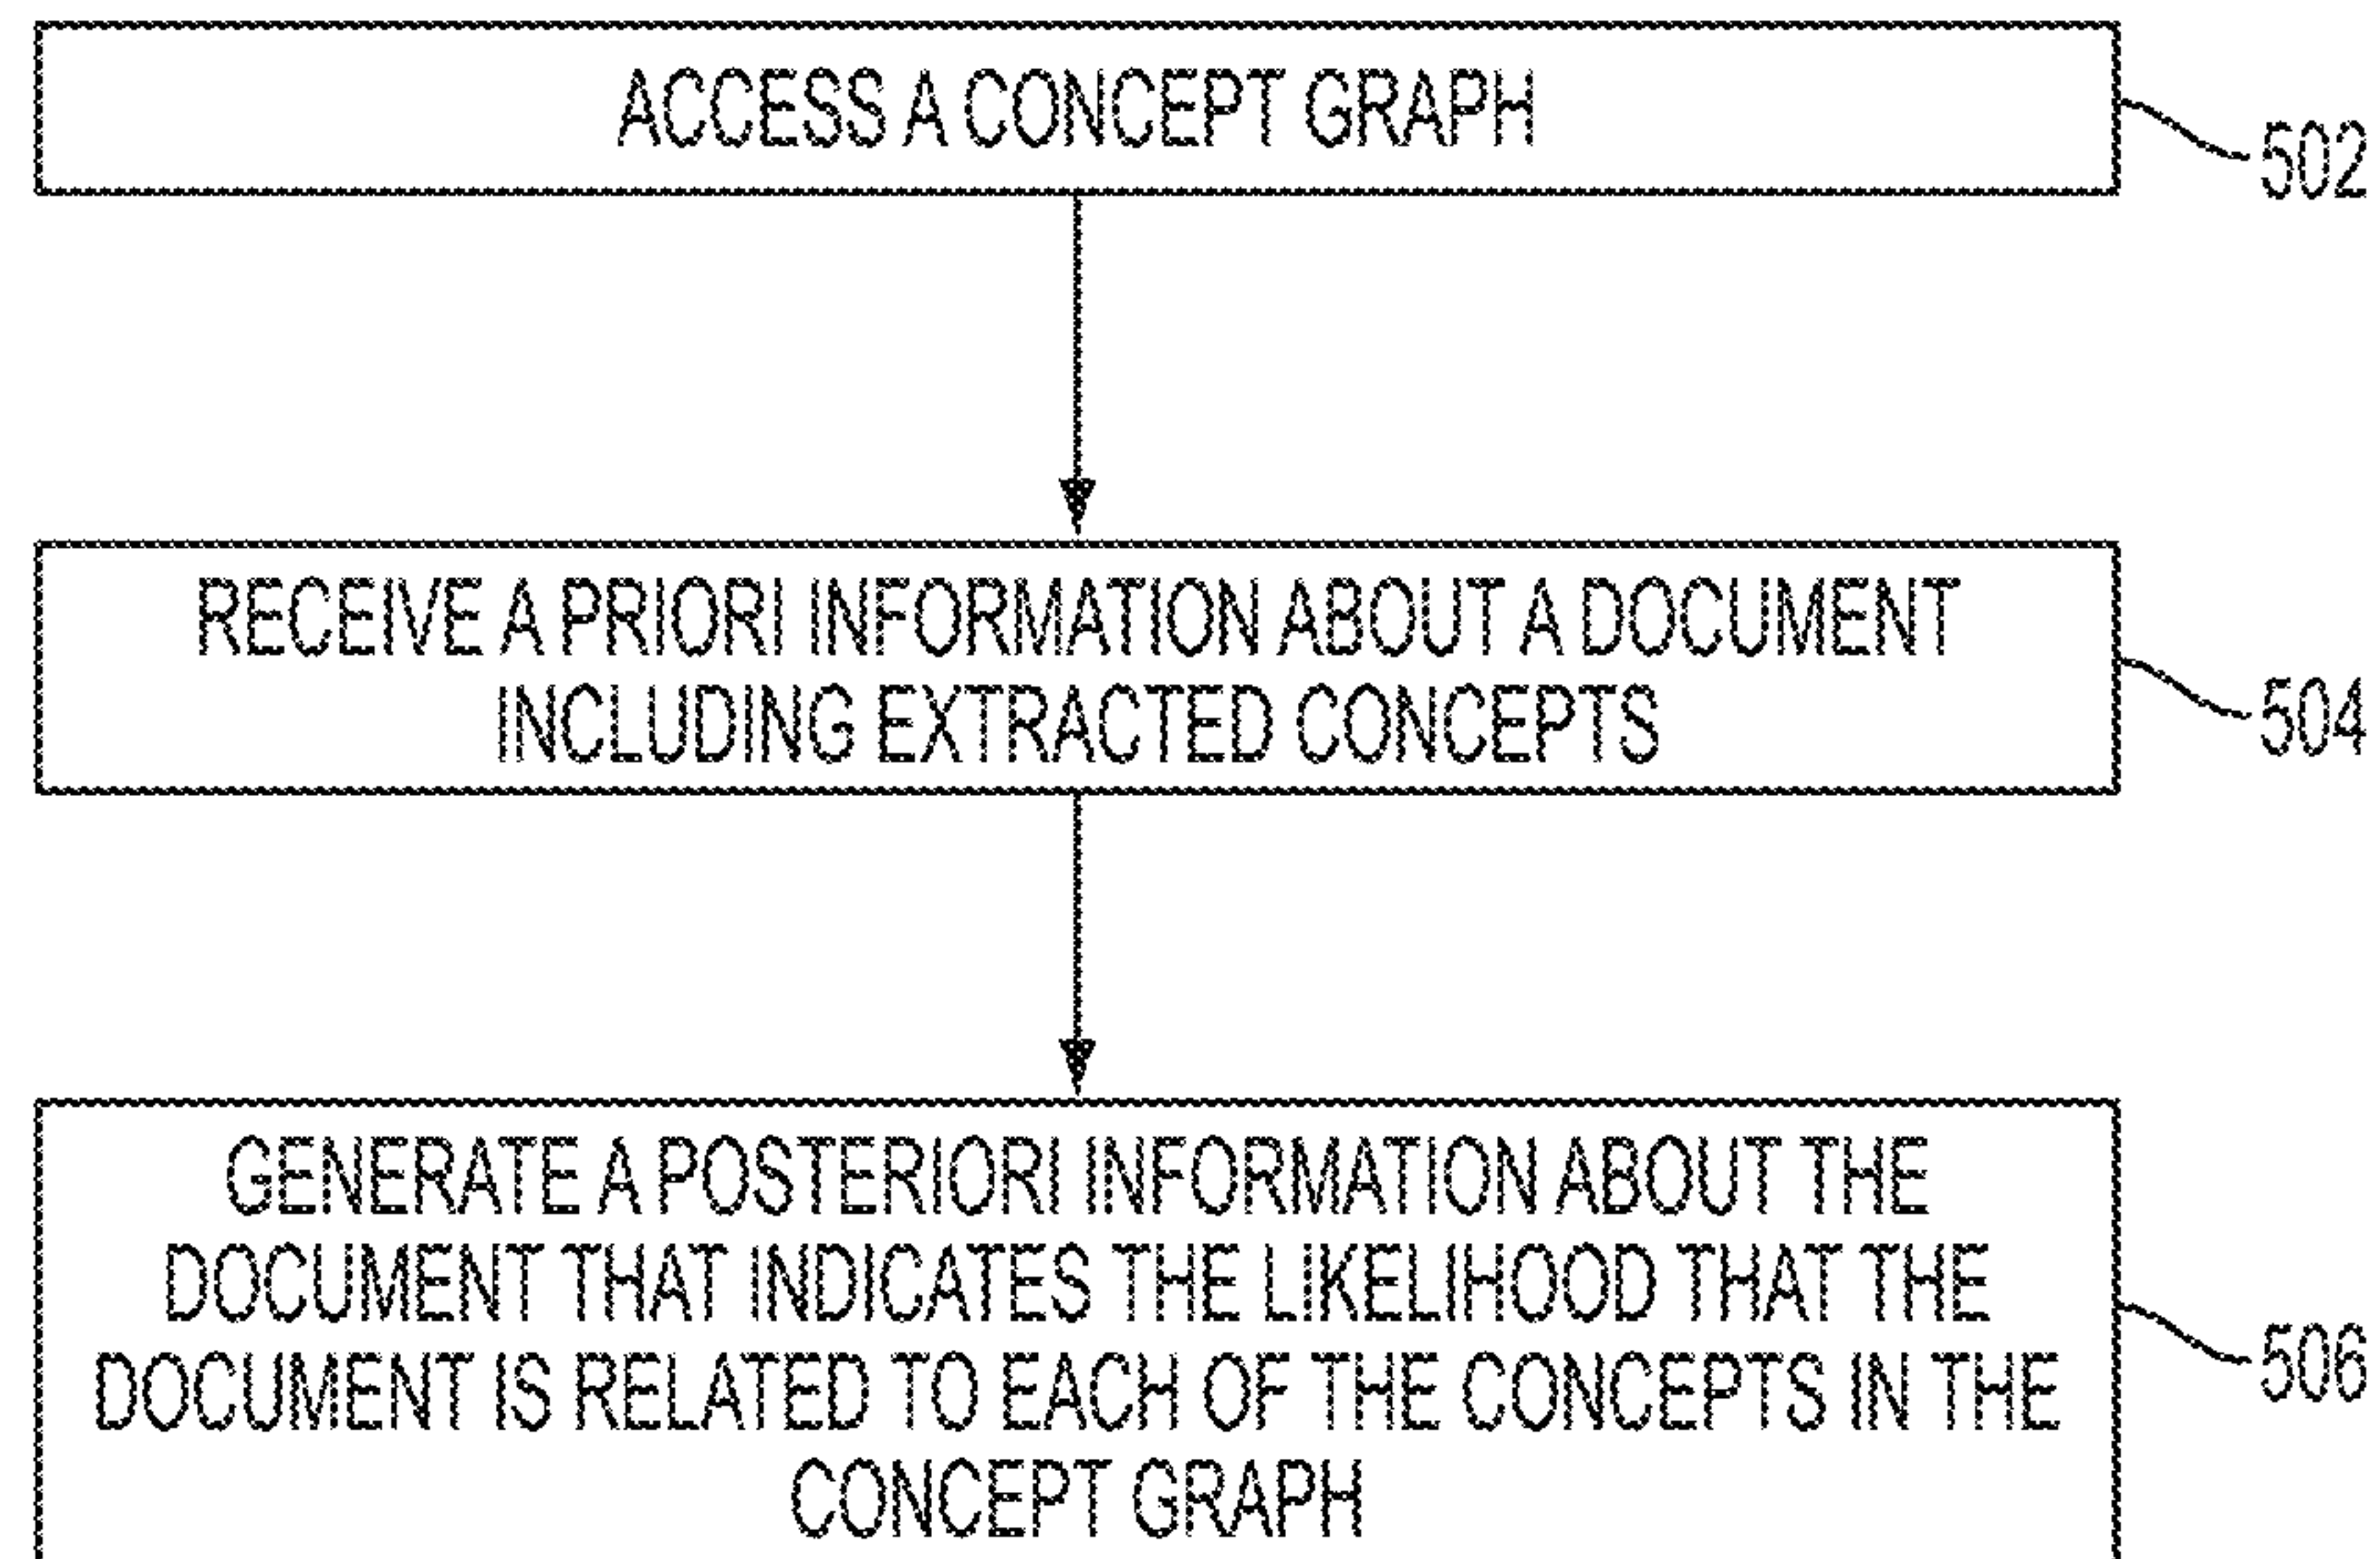 ACCESS A CONCEPT GRAPH
502
RECEIVE A PRIORI INFORMATION ABOUT A DOCUMENT
INCLUDING EXTRACTED CONCEPTS
504
GENERATE A POSTERIORI INFORMATION ABOUT THE
DOCUMENT THAT INDICATES THE LIKELIHOOD THAT THE
DOCUMENT IS RELATED TO EACH OF THE CONCEPTS IN THE
CONCEPT GRAPH
506